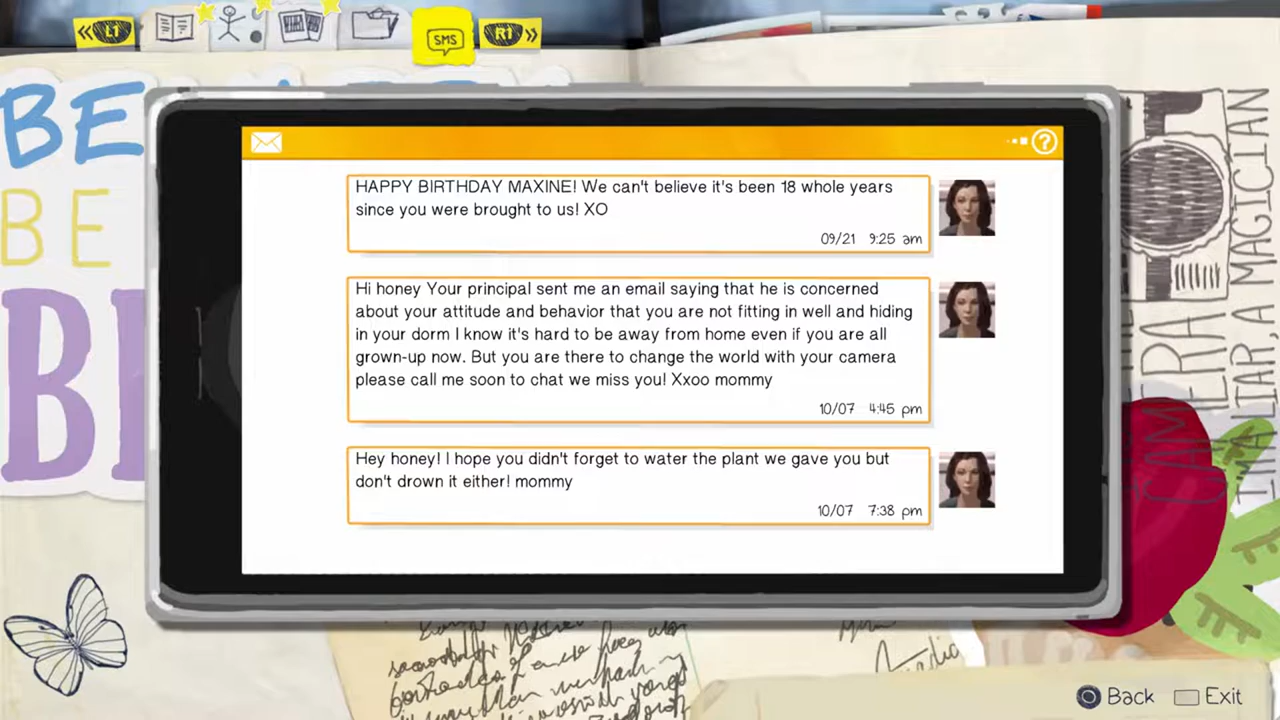 L1
SMS
R1
BE
BE
HAPPY BIRTHDAY MAXINE! We can't believe it's been 18 whole years
since you were brought to us! XO
09/21 9:25 am
Hi honey Your principal sent me an email saying that he is concerned
about your attitude and behavior that you are not fitting in well and hiding
in your dorm I know it's hard to be away from home even if you are all
grown-up now. But you are there to change the world with your camera
please call me soon to chat we miss you! Xxoo mommy
10/07 4:45 pm
Hey honey! I hope you didn't forget to water the plant we gave you but
don't drown it either! mommy
10/07 7:38 pm
CAMERA
LIAR, A MAGICIAN
Back
Exit